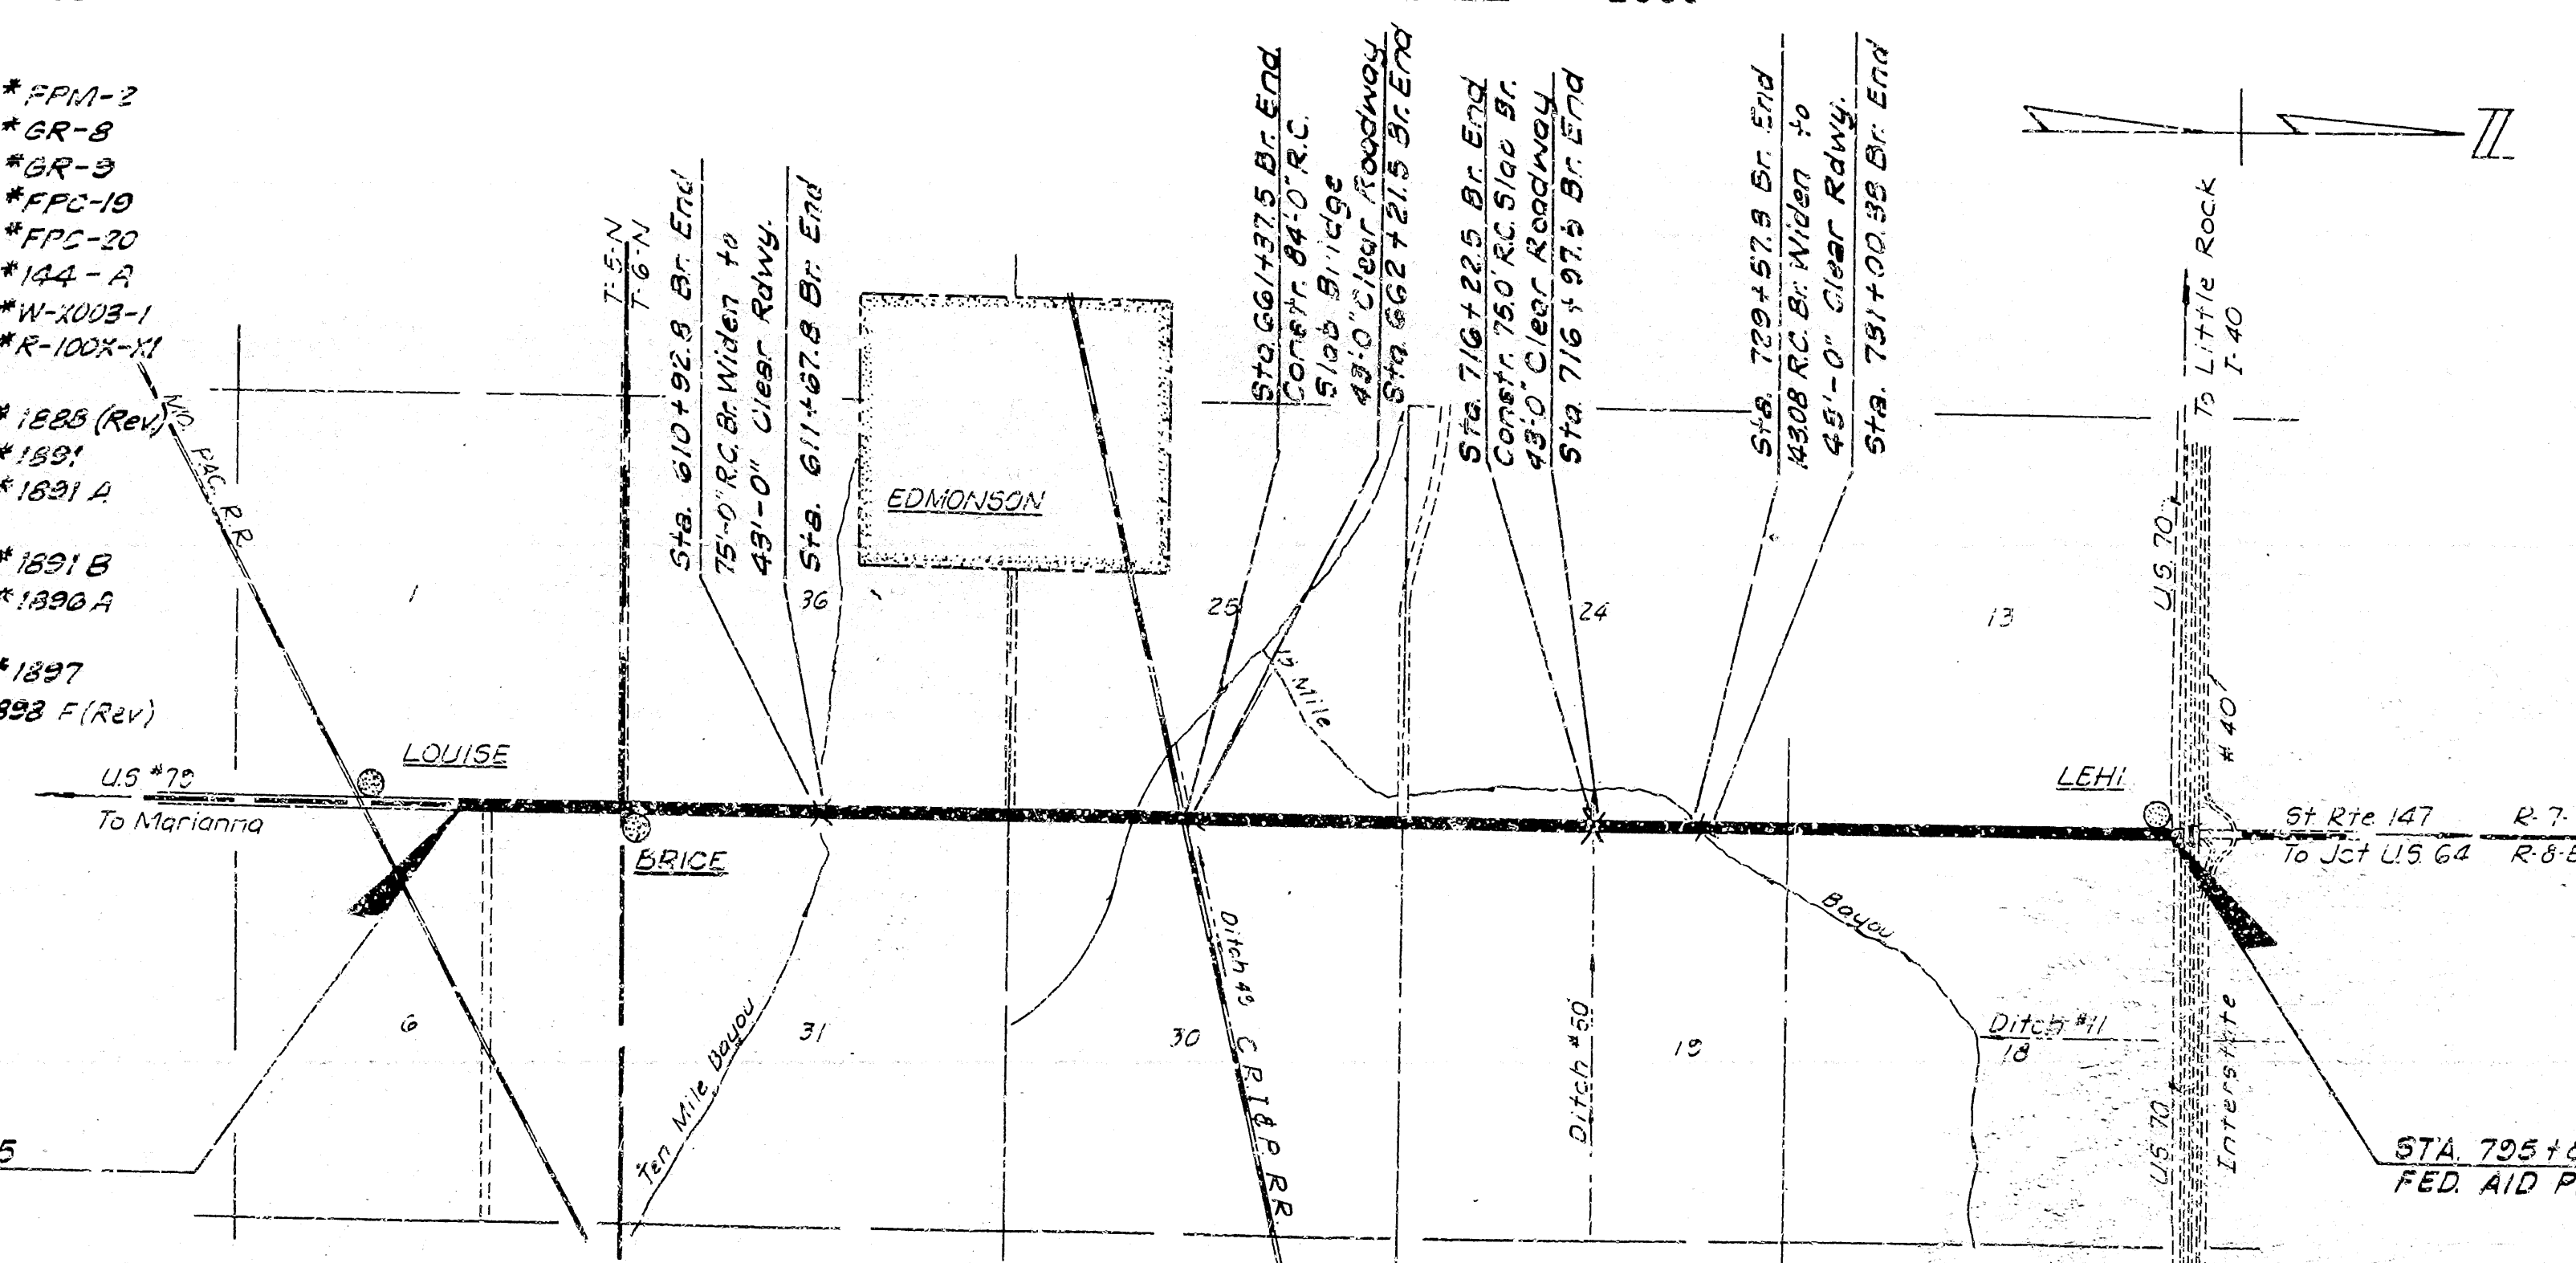 *FPM-2
*GR-8
*GR-9
*FPC-19
*FPC-20
*144-A
*W-X003-1
*R-100X-X1
*1888 (Rev.)
*1891
*1891 A
*1891 B
*1896 A
*1897
898 F (Rev)
MO. PAC. R.R.
T-5-N
T-6-N
Sta. 610+92.8 Br. End
75'-0" R.C. Br. Widen to
43'-0" Clear Rdwy.
Sta. 611+67.8 Br. End
Sta. 661+37.5 Br. End
Constr. 84'-0" R.C.
Slab Bridge
43'-0" Clear Roadway
Sta. 662+21.5 Br. End
Sta. 716+22.5 Br. End
Constr. 75.0' R.C. Slab Br.
43'-0" Clear Roadway
Sta. 716+97.5 Br. End
Sta. 729+57.3 Br. End
143.08 R.C. Br. Widen to
43'-0" Clear Rdwy.
Sta. 731+00.38 Br. End
To Little Rock
I-40
U.S. 70
EDMONSON
1
36
25
24
13
12 Mile
# 40
LOUISE
U.S. #79
To Marianna
BRICE
LEHI
St. Rte. 147
To Jct U.S. 64
R-7-
R-8-E
Bayou
Ditch 43
C.R.I.&P. R.R.
Ten Mile Bayou
6
31
30
Ditch #50
19
Ditch #11
18
U.S. 70
Interstate
5
STA. 795+
FED. AID P